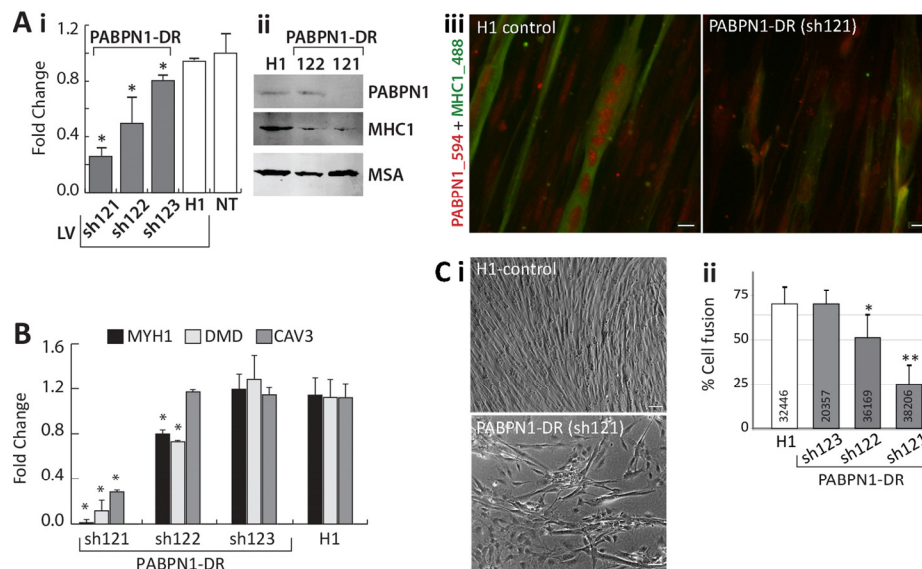 A i
PABPN1-DR
Fold Change
1.2
0.8
0.4
0.0
*
*
*
LV
sh121
sh122
sh123
H1
NT
ii
PABPN1-DR
H1 122 121
PABPN1
MHC1
MSA
iii
PABPN1_594 + MHC1_488
H1 control
PABPN1-DR (sh121)
B
MYH1 DMD CAV3
Fold Change
1.6
1.2
0.8
0.4
0.0
* * *
* *
sh121 sh122 sh123 H1
PABPN1-DR
C i
H1-control
PABPN1-DR (sh121)
ii
% Cell fusion
75
50
25
0
*
**
32446
20357
36169
38206
H1
sh123
sh122
sh121
PABPN1-DR